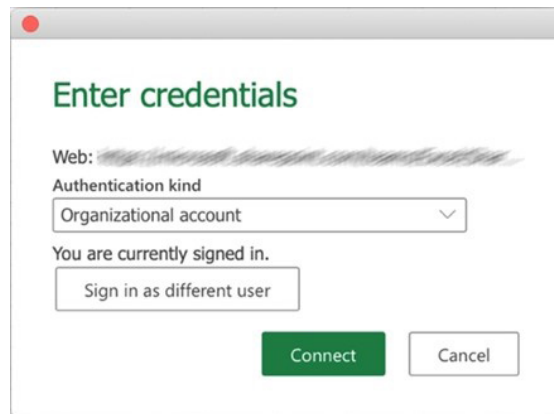 Enter credentials
Web:
Authentication kind
Organizational account
You are currently signed in.
Sign in as different user
Connect Cancel